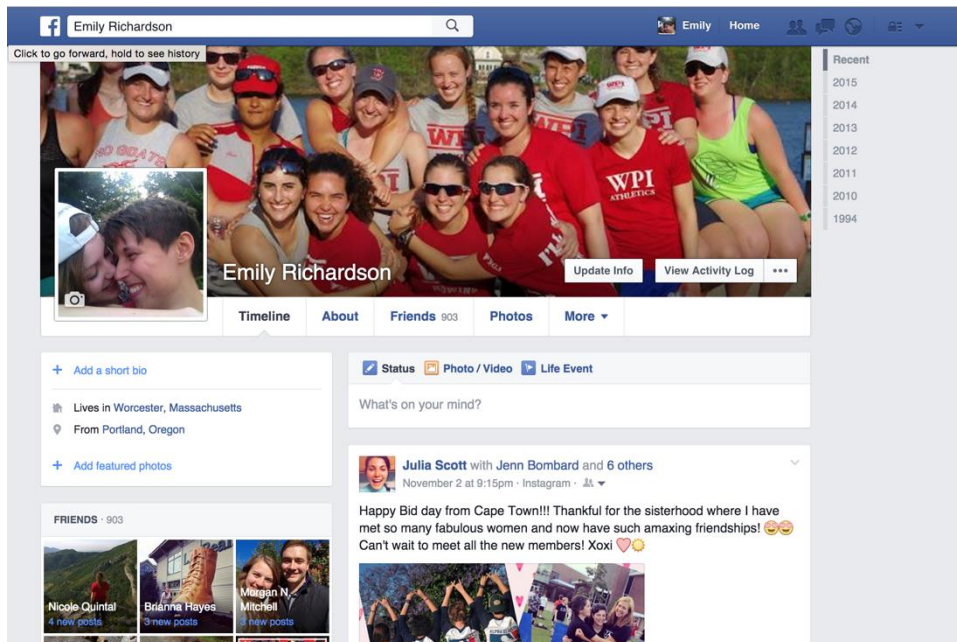 Emily Richardson
Emily Home
Click to go forward, hold to see history
Recent
2015
2014
2013
2012
2011
2010
1994
NO GOATS
WPI
WPI
ATHLETICS
Emily Richardson
Update Info
View Activity Log
Timeline About Friends 903 Photos More
Add a short bio
Lives in Worcester, Massachusetts
From Portland, Oregon
Add featured photos
FRIENDS · 903
Nicole Quintal
4 new posts
Brianna Hayes
3 new posts
Morgan N.
Mitchell
3 new posts
Status Photo / Video Life Event
What's on your mind?
Julia Scott with Jenn Bombard and 6 others
November 2 at 9:15pm · Instagram ·
Happy Bid day from Cape Town!!! Thankful for the sisterhood where I have
met so many fabulous women and now have such amaxing friendships! 😍😍
Can't wait to meet all the new members! Xoxi